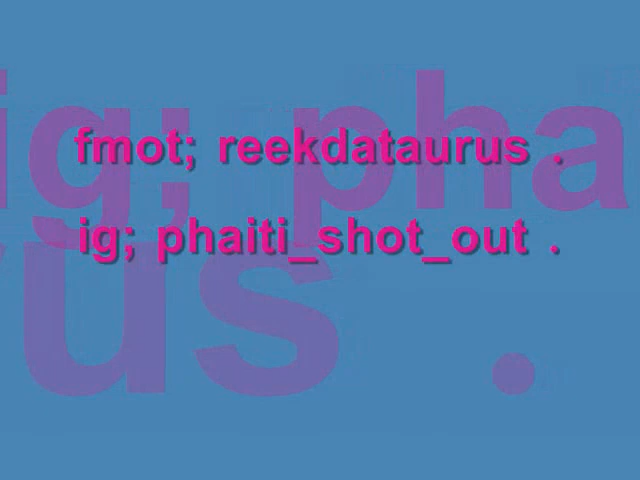 fmot; reekdataurus .
ig; phaiti_shot_out .